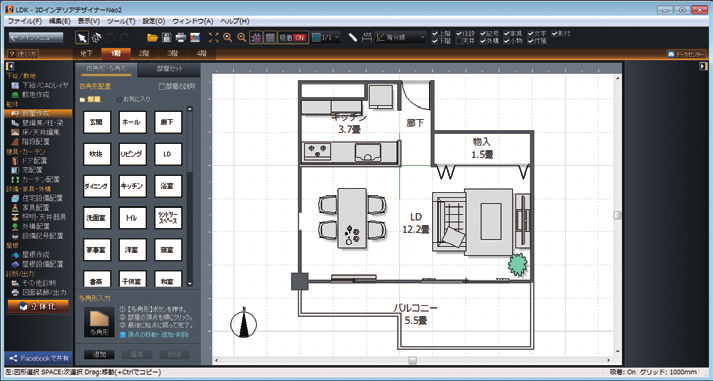 LDK - 3DインテリアデザイナーNeo2
ファイル(F) 編集(E) 表示(V) ツール(T) 設定(O) ウィンドウ(A) ヘルプ(H)
メインメニュー
吸着 ON
1/1
等分線
上階 柱設 記号 家具 文字 影付
下階 天井 外構 小物 付箋
? 使い方
地下 1階 2階 3階 4階
データセンター
下絵/敷地
下絵/CADレイヤ
敷地作成
躯体
部屋作成
壁編集/柱・梁
床/天井編集
階段配置
建具・カーテン
ドア配置
窓配置
カーテン配置
設備・家具・外構
住宅設備配置
家具配置
照明・天井器具
外構配置
設備記号配置
屋根
屋根作成
屋根設備配置
診断/出力
その他診断
図面装飾/出力
立体化
Facebookで共有
四角形・多角形
部屋セット
四角形配置
部屋の説明
部屋
お気に入り
玄関 ホール 廊下
吹抜 リビング LD
ダイニング キッチン 浴室
洗面室 トイレ ランドリースペース
家事室 洋室 寝室
書斎 子供室 和室
多角形入力
多角形
① 【多角形】ボタンを押す。
② 部屋の頂点を順にクリック。
③ 最後に始点に戻って完了。
? 頂点の移動・追加・削除
追加 編集 削除
キッチン
3.7畳
廊下
物入
1.5畳
LD
12.2畳
バルコニー
5.5畳
左:図形選択 SPACE:次選択 Drag:移動(+Ctrlでコピー)
吸着: On グリッド: 1000mm